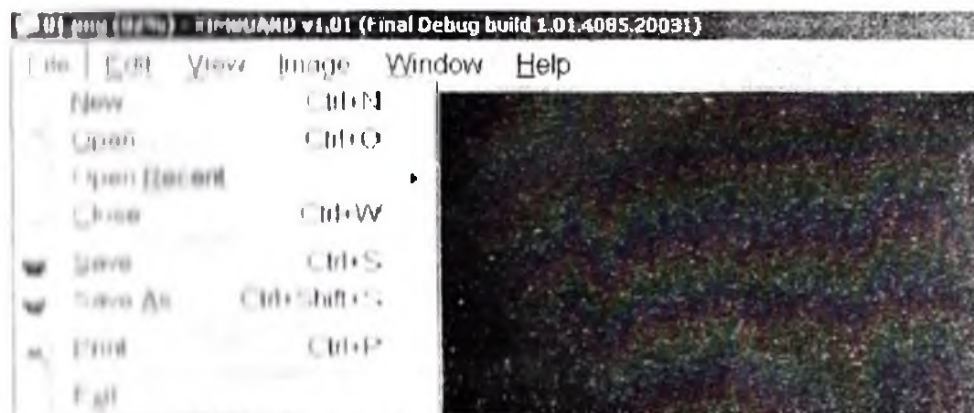 v1.01 (Final Debug build 1.01.4085.20031)
File Edit View Image Window Help
New Ctrl+N
Open Ctrl+O
Open Recent
Close Ctrl+W
Save Ctrl+S
Save As Ctrl+Shift+S
Print Ctrl+P
Exit